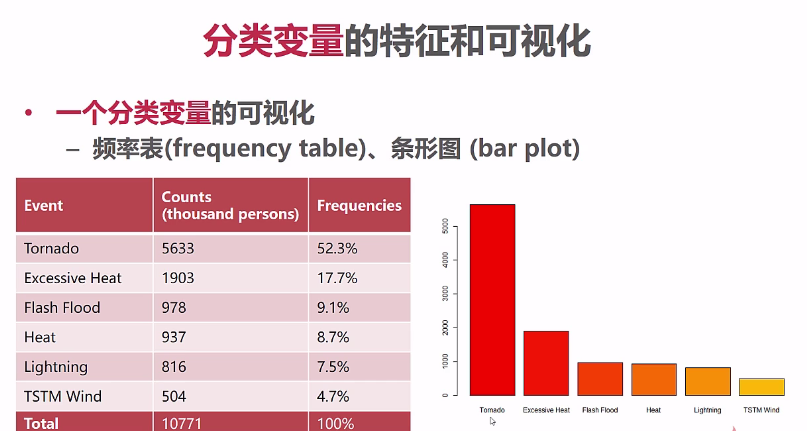 分类变量的特征和可视化
• 一个分类变量的可视化
– 频率表(frequency table)、条形图 (bar plot)
Event Counts (thousand persons) Frequencies
Tornado 5633 52.3%
Excessive Heat 1903 17.7%
Flash Flood 978 9.1%
Heat 937 8.7%
Lightning 816 7.5%
TSTM Wind 504 4.7%
Total 10771 100%
5000
4000
3000
2000
1000
0
Tornado Excessive Heat Flash Flood Heat Lightning TSTM Wind